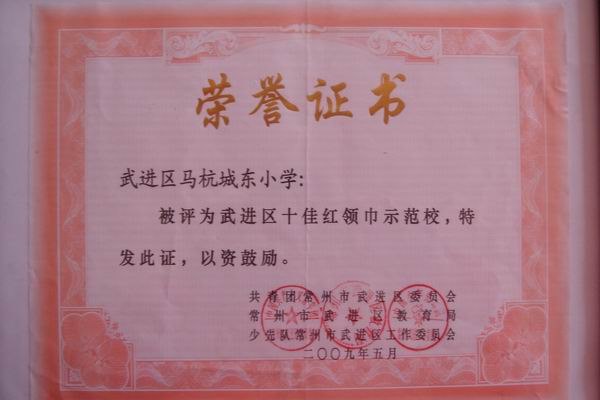 荣誉证书
武进区马杭城东小学:
被评为武进区十佳红领巾示范校，特
发此证，以资鼓励。
共青团常州市武进区委员会
常州市武进区教育局
少先队常州市武进区工作委员会
二〇〇九年五月